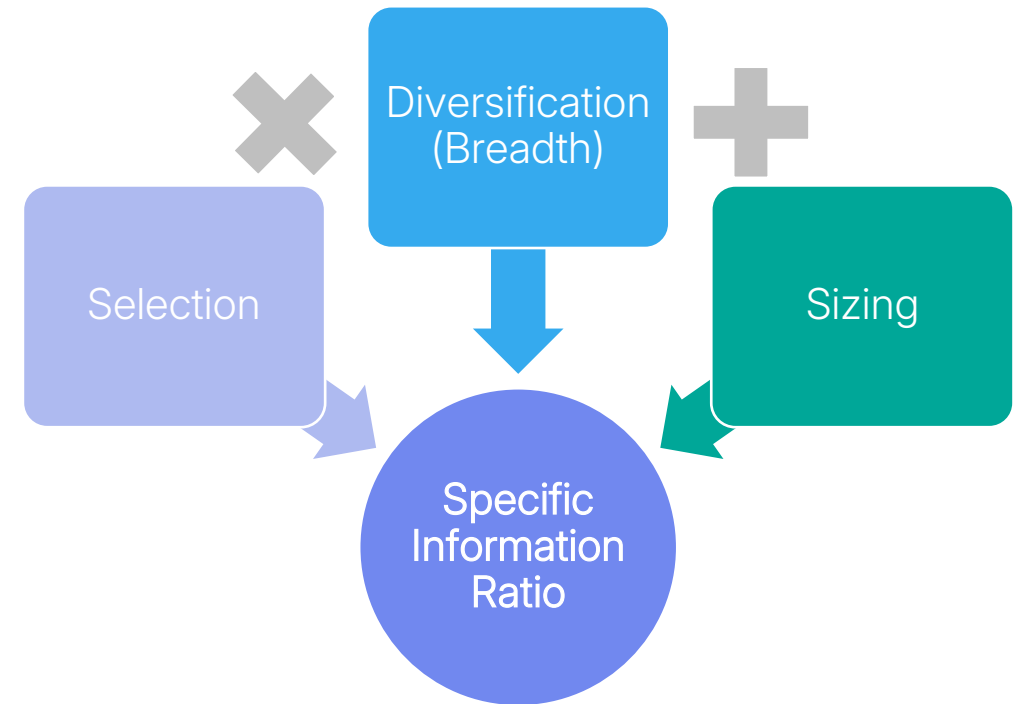 Diversification
(Breadth)
Selection
Sizing
Specific
Information
Ratio